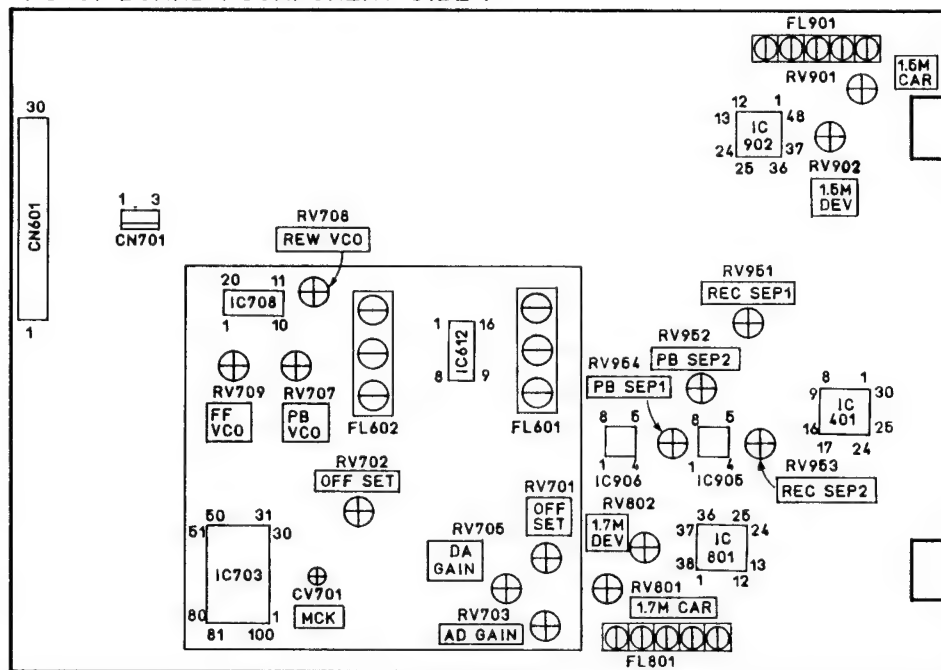 FL901
RV901
1.5M
CAR
30
12 1
13 IC 48
24 902 37
25 36
RV902
1.5M
DEV
CN601
1 3
CN701
1
RV708
REW VCO
20 11
IC708
1 10
RV709
FF
VCO
RV707
PB
VCO
FL602
1 16
IC612
8 9
FL601
RV951
REC SEP1
RV952
PB SEP2
RV954
PB SEP1
8 1
9 IC 30
401
16 25
17 24
8 5
1 4
IC906
8 5
1 4
IC905
RV953
REC SEP2
RV702
OFF SET
RV701
OFF
SET
RV802
1.7M
DEV
36 25
37 IC 24
801
38 13
1 12
RV705
DA
GAIN
50 31
51 30
IC703
80 1
81 100
CV701
MCK
RV703
AD GAIN
RV801
1.7M CAR
FL801